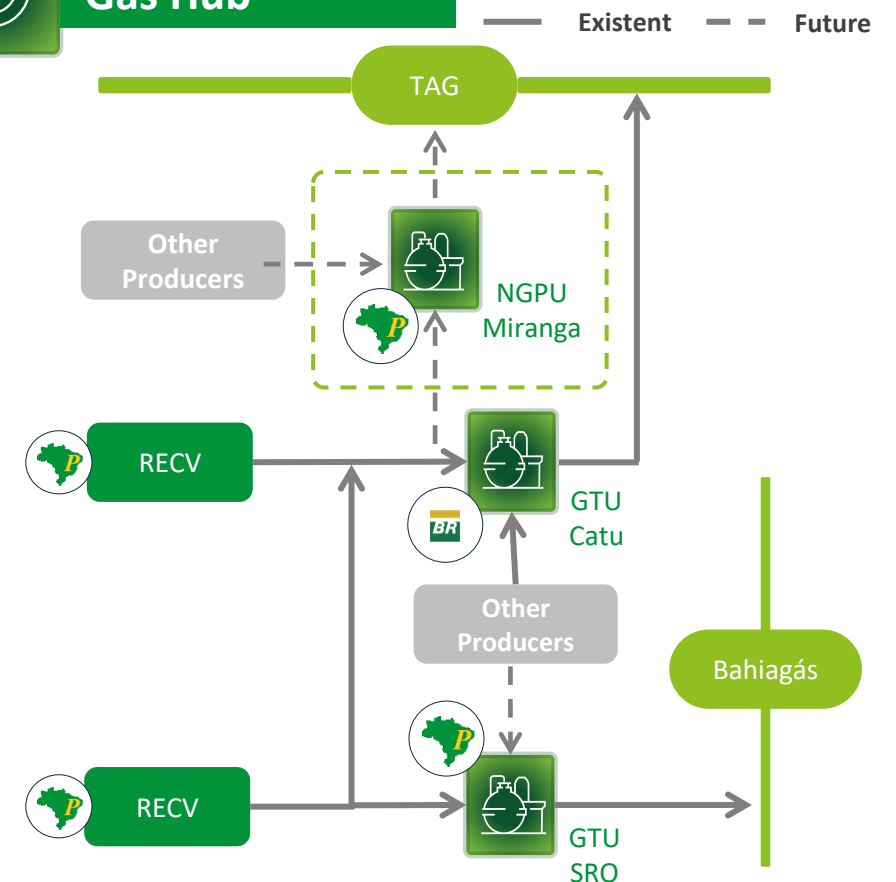 Gas Hub
Existent
Future
TAG
Other
Producers
NGPU
Miranga
P
P
RECV
BR
GTU
Catu
Other
Producers
Bahiagás
P
P
RECV
GTU
SRO